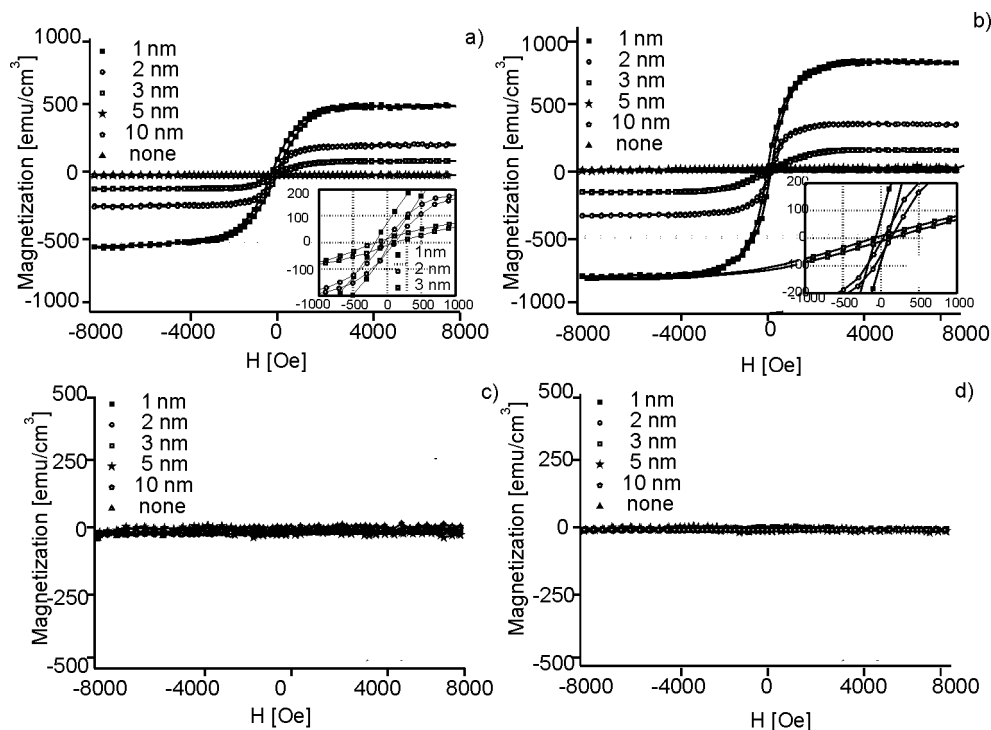 a)
Magnetization [emu/cm³]
1000
500
0
-500
-1000
1 nm
2 nm
3 nm
5 nm
10 nm
none
200
100
0
-100
-1000
-500
0
500
1000
1nm
2 nm
3 nm
-8000
-4000
0
4000
8000
H [Oe]
b)
Magnetization [emu/cm³]
1000
500
0
-500
-1000
1 nm
2 nm
3 nm
5 nm
10 nm
none
200
100
0
-100
-200
-1000
-500
0
500
1000
-8000
-4000
0
4000
8000
H [Oe]
c)
Magnetization [emu/cm³]
500
250
0
-250
-500
1 nm
2 nm
3 nm
5 nm
10 nm
none
-8000
-4000
0
4000
8000
H [Oe]
d)
Magnetization [emu/cm³]
500
250
0
-250
-500
1 nm
2 nm
3 nm
5 nm
10 nm
none
-8000
-4000
0
4000
8000
H [Oe]